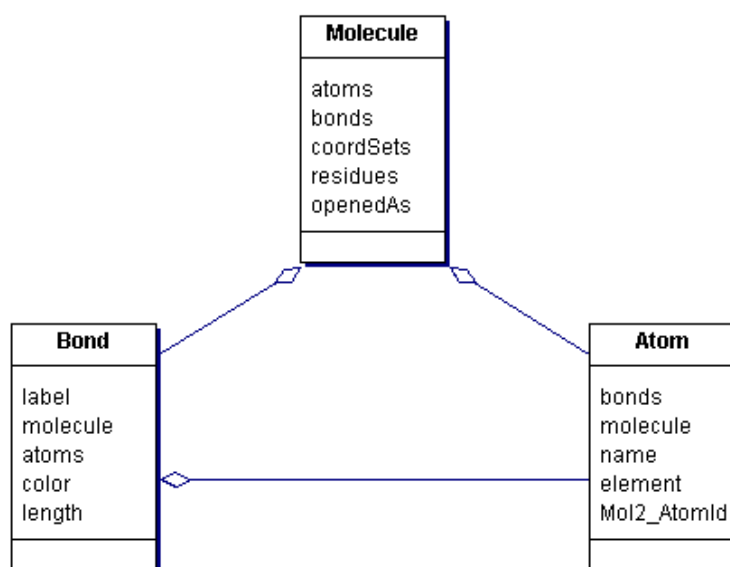 Molecule
atoms
bonds
coordSets
residues
openedAs
Bond
label
molecule
atoms
color
length
Atom
bonds
molecule
name
element
Mol2_AtomId